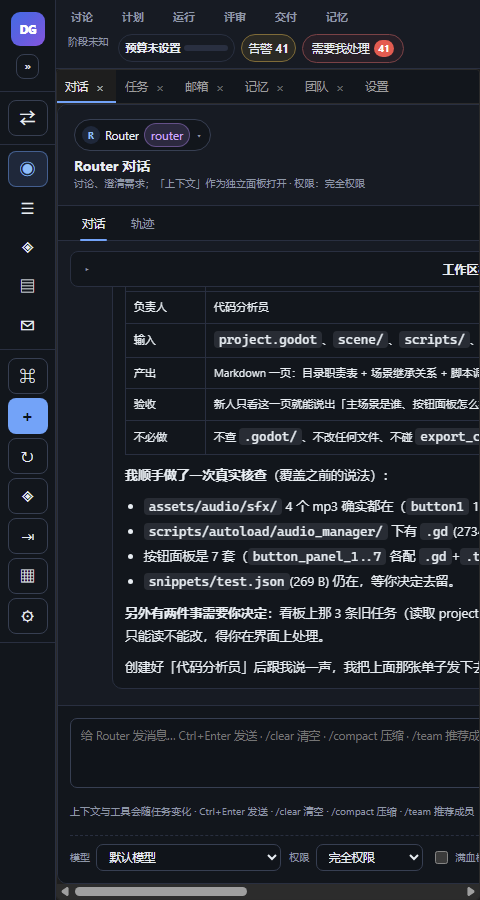 DG
讨论 计划 运行 评审 交付 记忆
阶段未知 预算未设置 告警 41 需要我处理 41
»
对话 × 任务 × 邮箱 × 记忆 × 团队 × 设置
R Router router
Router 对话
讨论、澄清需求；「上下文」作为独立面板打开 · 权限：完全权限
对话 轨迹
工作区
负责人 代码分析员
输入 project.godot、scene/、scripts/、
产出 Markdown 一页：目录职责表 + 场景继承关系 + 脚本调
验收 新人只看这一页就能说出「主场景是谁、按钮面板怎么
不必做 不查 .godot/、不改任何文件、不碰 export_c
我顺手做了一次真实核查（覆盖之前的说法）：
• assets/audio/sfx/ 4 个 mp3 确实都在（button1 1
• scripts/autoload/audio_manager/ 下有 .gd(2734
• 按钮面板是 7 套（button_panel_1..7 各配 .gd+.t
• snippets/test.json(269 B) 仍在，等你决定去留。
另外有两件事需要你决定：看板上那 3 条旧任务（读取 project
只能读不能改，得你在界面上处理。
创建好「代码分析员」后跟我说一声，我把上面那张单子发下去
给 Router 发消息… Ctrl+Enter 发送 · /clear 清空 · /compact 压缩 · /team 推荐成
上下文与工具会随任务变化 · Ctrl+Enter 发送 · /clear 清空 · /compact 压缩 · /team 推荐成员
模型 默认模型 权限 完全权限 满血